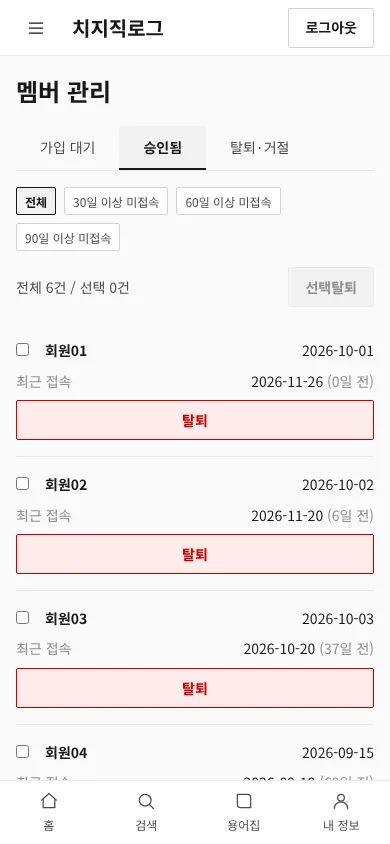 치지직로그
로그아웃
멤버 관리
가입 대기 승인됨 탈퇴·거절
전체 30일 이상 미접속 60일 이상 미접속
90일 이상 미접속
전체 6건 / 선택 0건 선택탈퇴
회원01 2026-10-01
최근 접속 2026-11-26 (0일 전)
탈퇴
회원02 2026-10-02
최근 접속 2026-11-20 (6일 전)
탈퇴
회원03 2026-10-03
최근 접속 2026-10-20 (37일 전)
탈퇴
회원04 2026-09-15
홈 검색 용어집 내 정보